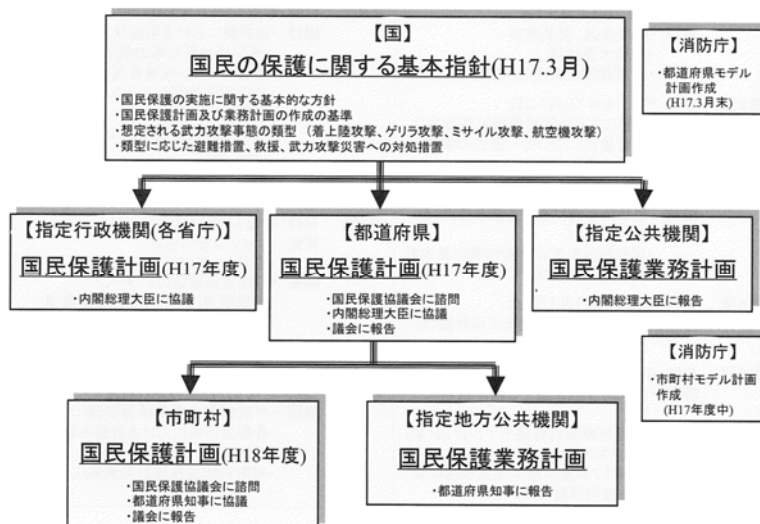 【国】
国民の保護に関する基本指針(H17.3月)
・国民保護の実施に関する基本的な方針
・国民保護計画及び業務計画の作成の基準
・想定される武力攻撃事態の類型 (着上陸攻撃、ゲリラ攻撃、ミサイル攻撃、航空機攻撃)
・類型に応じた避難措置、救援、武力攻撃災害への対処措置
【消防庁】
・都道府県モデル
計画作成
(H17.3月末)
【指定行政機関(各省庁)】
国民保護計画(H17年度)
・内閣総理大臣に協議
【都道府県】
国民保護計画(H17年度)
・国民保護協議会に諮問
・内閣総理大臣に協議
・議会に報告
【指定公共機関】
国民保護業務計画
・内閣総理大臣に報告
【消防庁】
・市町村モデル計画
作成
(H17年度中)
【市町村】
国民保護計画(H18年度)
・国民保護協議会に諮問
・都道府県知事に協議
・議会に報告
【指定地方公共機関】
国民保護業務計画
・都道府県知事に報告